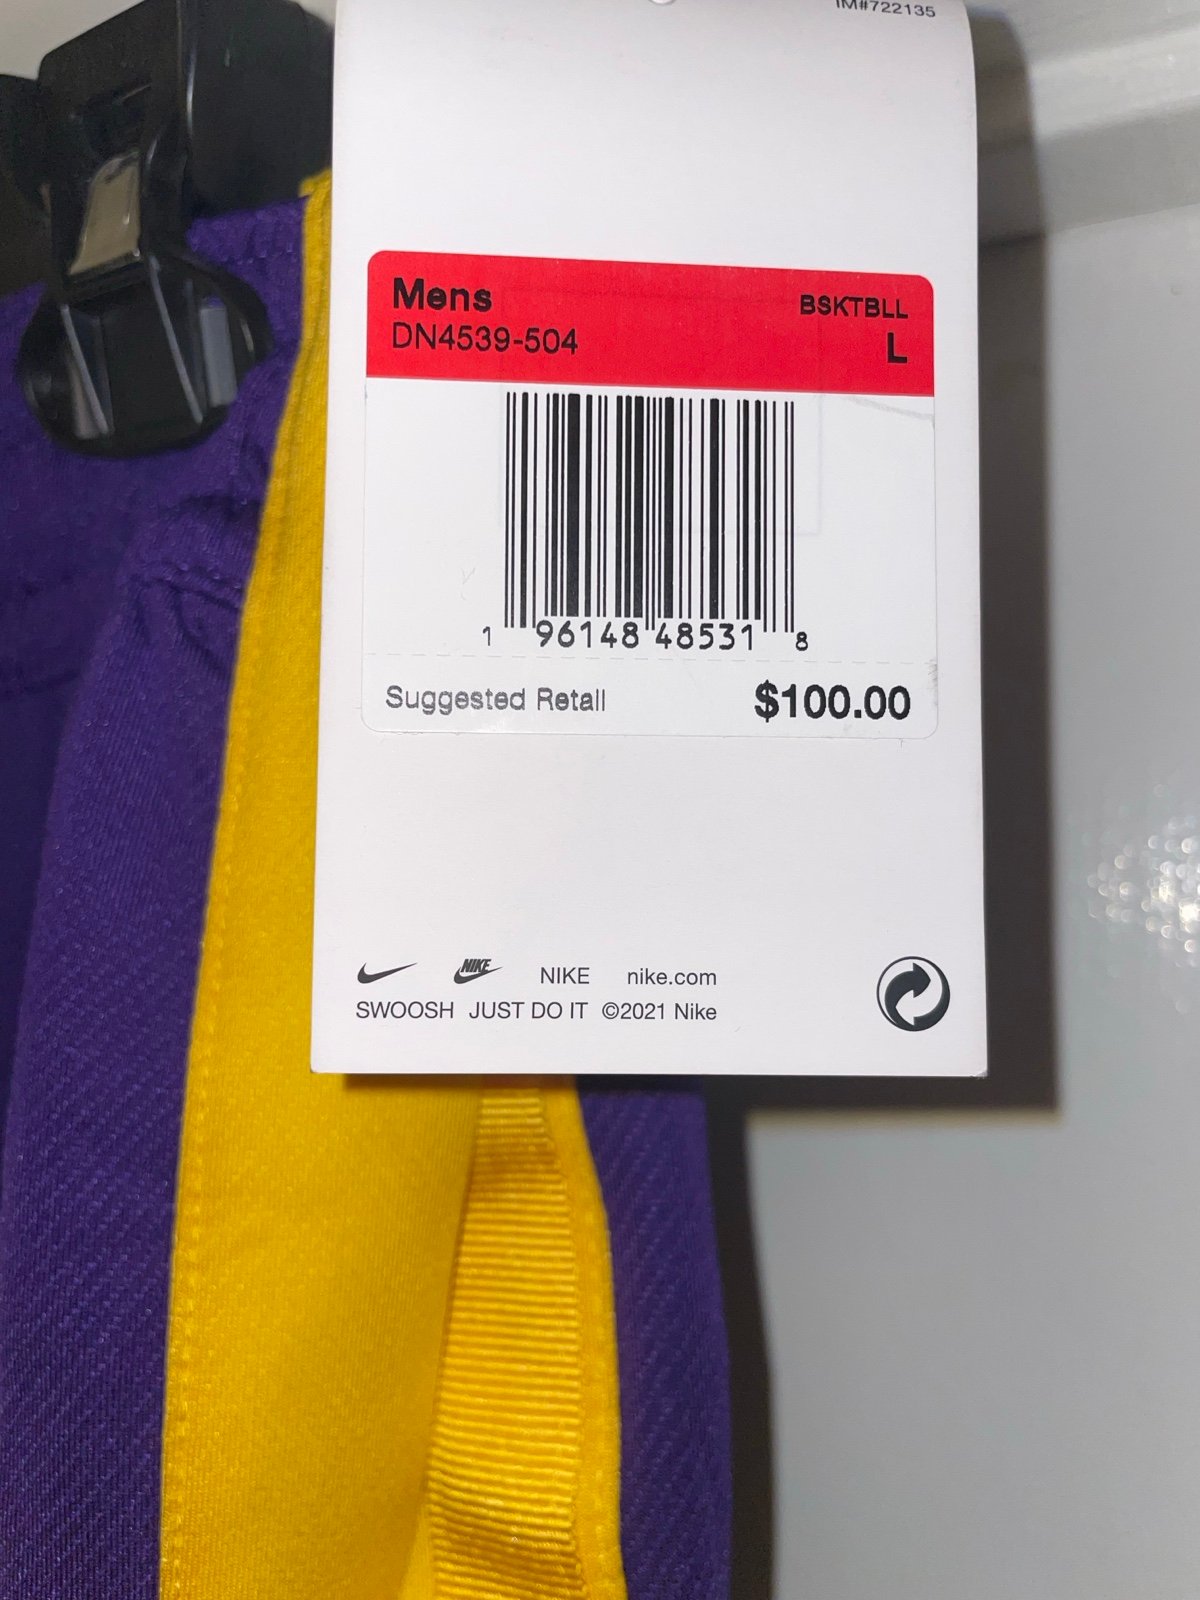 IM#722135
Mens BSKTBLL
DN4539-504 L
1 96148 48531 8
Suggested Retail $100.00
NIKE NIKE nike.com
SWOOSH JUST DO IT ©2021 Nike